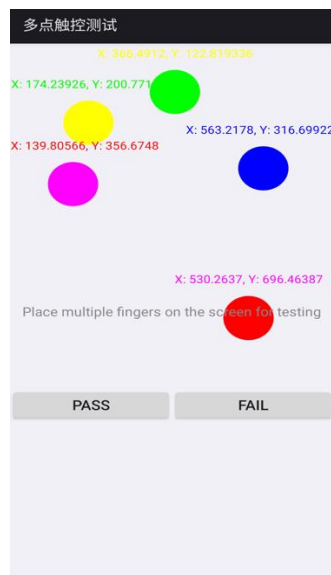 多点触控测试
X: 366.4912, Y: 122.819336
X: 174.23926, Y: 200.771
X: 563.2178, Y: 316.69922
X: 139.80566, Y: 356.6748
X: 530.2637, Y: 696.46387
Place multiple fingers on the screen for testing
PASS
FAIL